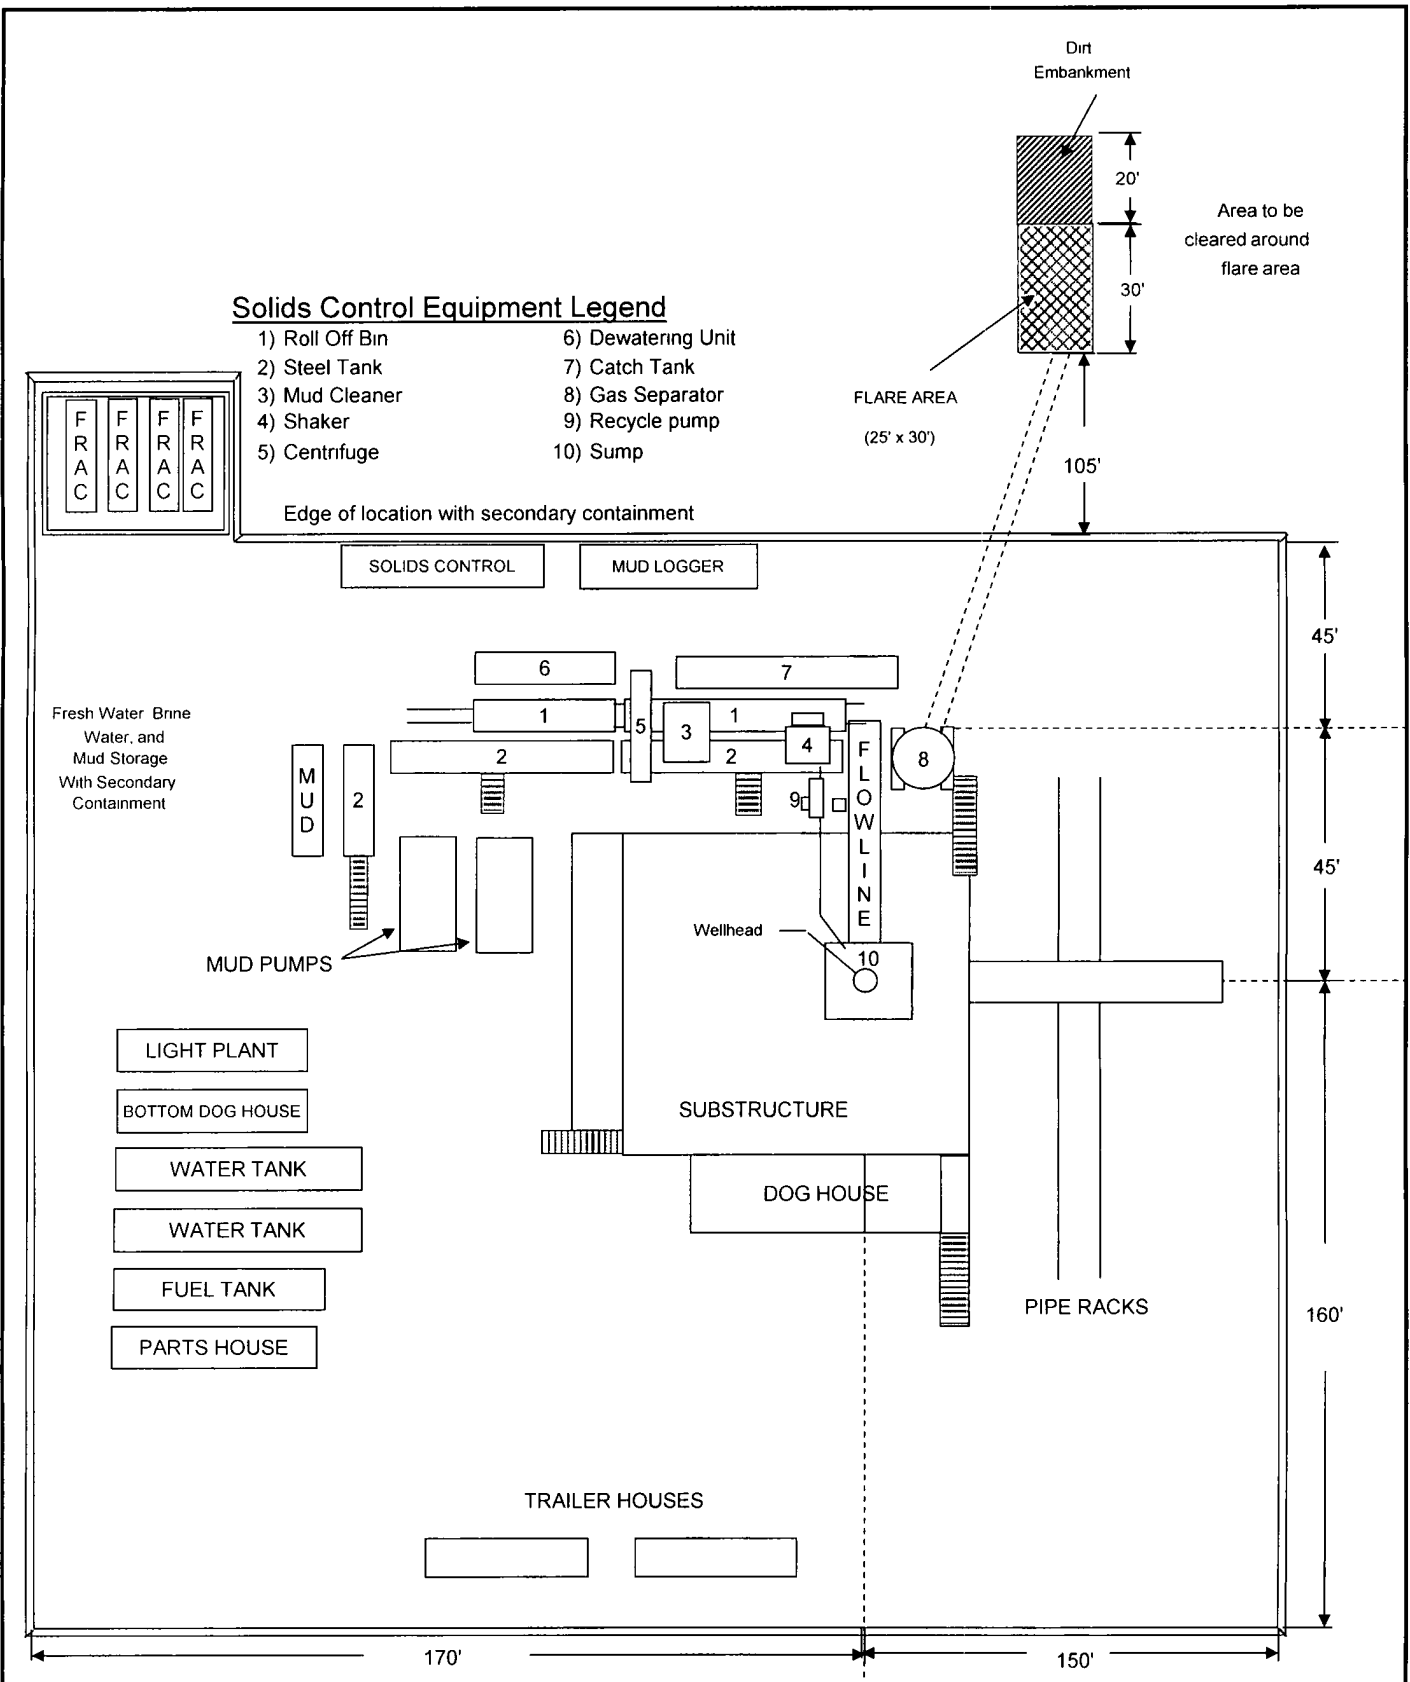 Dirt
Embankment
20'
Area to be
cleared around
flare area
30'
FLARE AREA
(25' x 30')
105'
Solids Control Equipment Legend
1) Roll Off Bin
2) Steel Tank
3) Mud Cleaner
4) Shaker
5) Centrifuge
6) Dewatering Unit
7) Catch Tank
8) Gas Separator
9) Recycle pump
10) Sump
FRAC
FRAC
FRAC
FRAC
Edge of location with secondary containment
SOLIDS CONTROL
MUD LOGGER
45'
6
7
1
5
3
1
4
2
2
8
FLOWLINE
9
Fresh Water Brine
Water, and
Mud Storage
With Secondary
Containment
MUD
2
45'
MUD PUMPS
Wellhead
10
LIGHT PLANT
BOTTOM DOG HOUSE
WATER TANK
WATER TANK
FUEL TANK
PARTS HOUSE
SUBSTRUCTURE
DOG HOUSE
PIPE RACKS
160'
TRAILER HOUSES
170'
150'